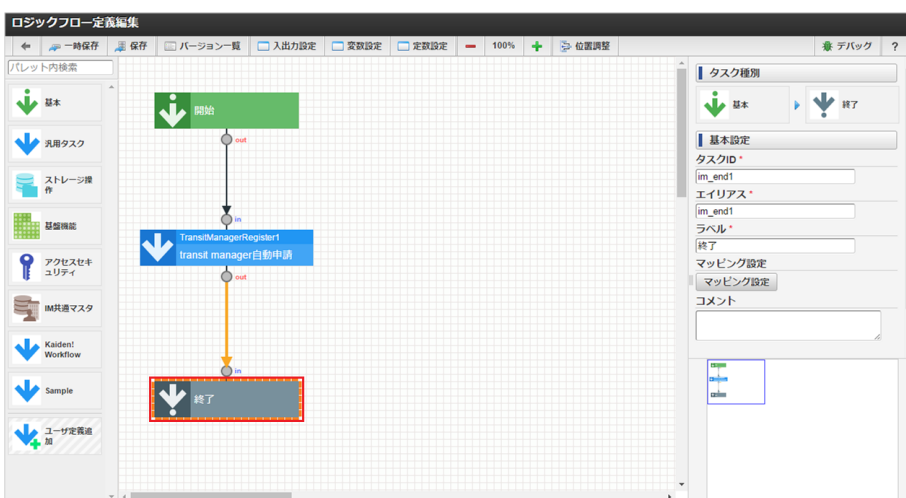 ロジックフロー定義編集
一時保存 保存 バージョン一覧 入出力設定 変数設定 定数設定 100% 位置調整 デバッグ ?
パレット内検索
基本
汎用タスク
ストレージ操
作
基盤機能
アクセスセキ
ュリティ
IM共通マスタ
Kaiden!
Workflow
Sample
ユーザ定義追
加
開始
out
in
TransitManagerRegister1
transit manager自動申請
out
in
終了
タスク種別
基本 終了
基本設定
タスクID *
im_end1
エイリアス *
im_end1
ラベル *
終了
マッピング設定
マッピング設定
コメント